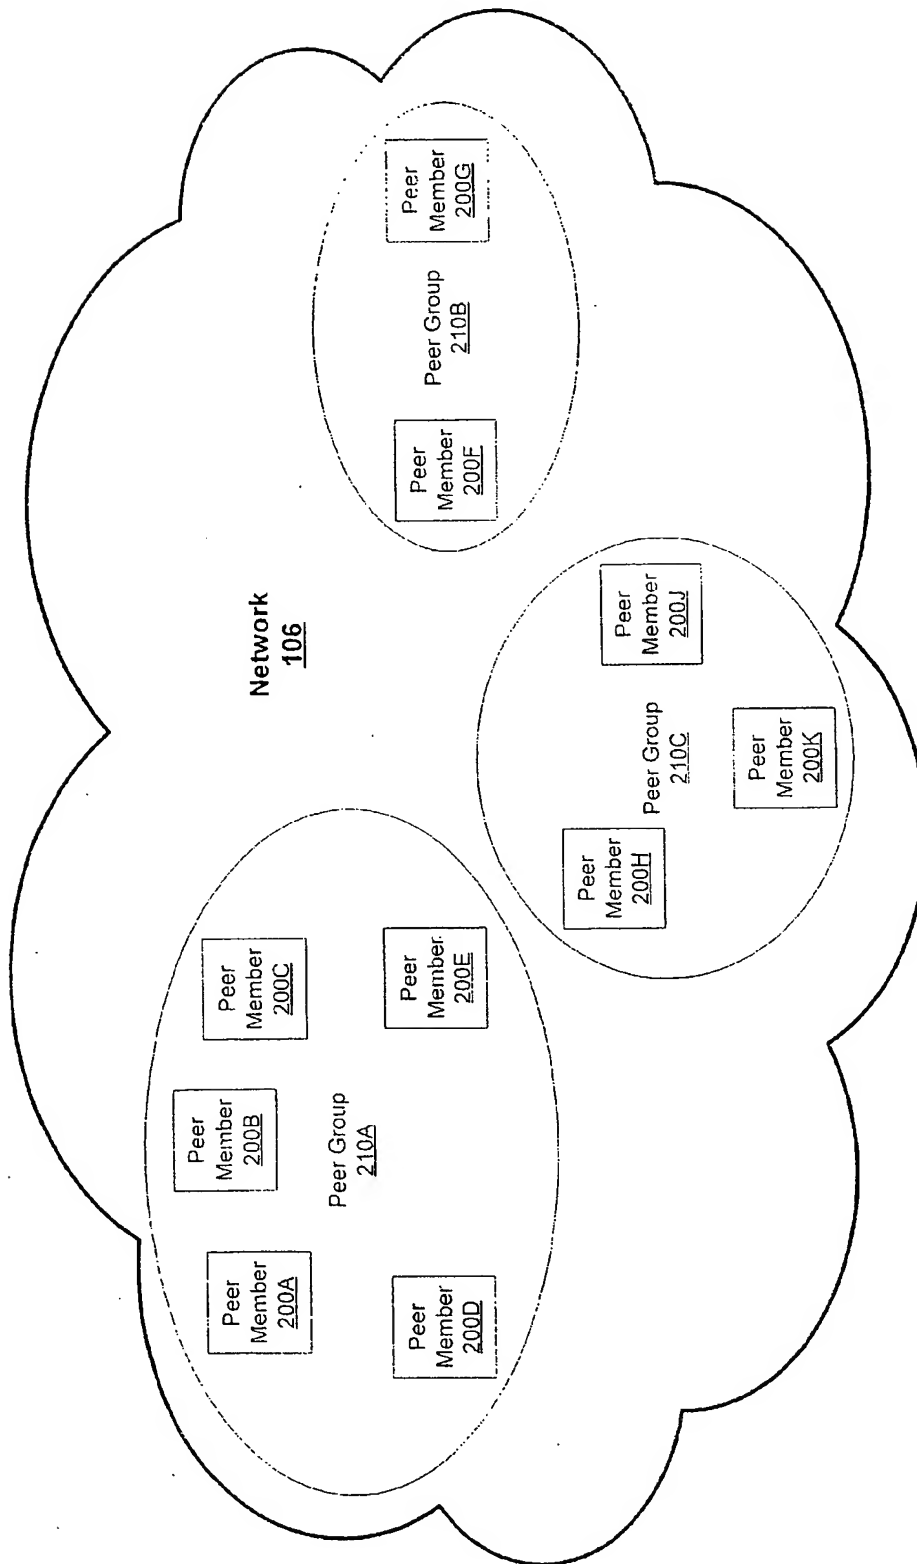 Network
106
Peer
Member
200A
Peer
Member
200B
Peer
Member
200C
Peer Group
210A
Peer
Member
200D
Peer
Member
200E
Peer
Member
200F
Peer Group
210B
Peer
Member
200G
Peer
Member
200H
Peer Group
210C
Peer
Member
200J
Peer
Member
200K